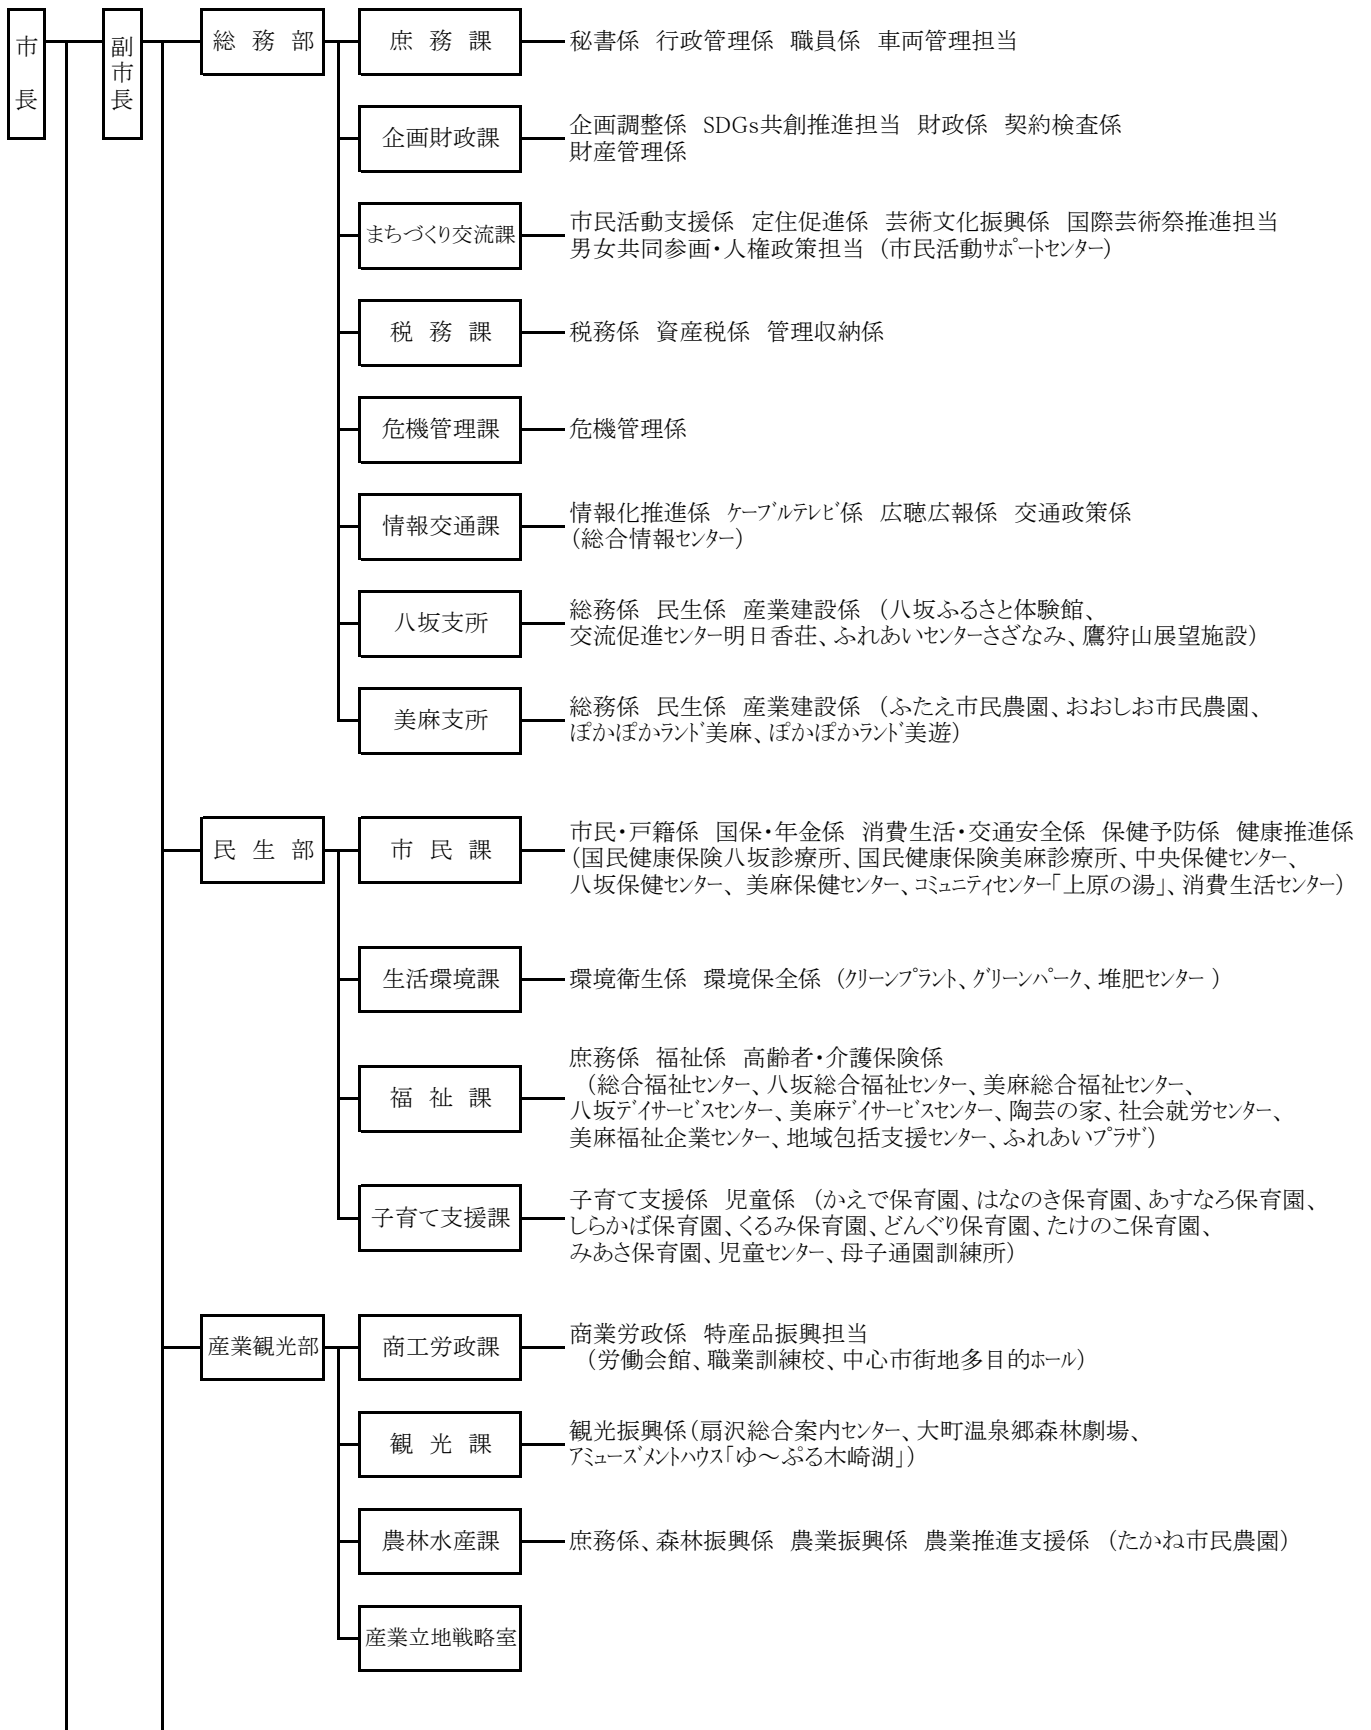 市長
副市長
総務部
庶務課
秘書係 行政管理係 職員係 車両管理担当
企画財政課
企画調整係 SDGs共創推進担当 財政係 契約検査係
財産管理係
まちづくり交流課
市民活動支援係 定住促進係 芸術文化振興係 国際芸術祭推進担当
男女共同参画・人権政策担当 (市民活動ｻﾎﾟｰﾄｾﾝﾀｰ)
税務課
税務係 資産税係 管理収納係
危機管理課
危機管理係
情報交通課
情報化推進係 ｹｰﾌﾞﾙﾃﾚﾋﾞ係 広聴広報係 交通政策係
(総合情報ｾﾝﾀｰ)
八坂支所
総務係 民生係 産業建設係 (八坂ふるさと体験館、
交流促進ｾﾝﾀｰ明日香荘、ふれあいｾﾝﾀｰさざなみ、鷹狩山展望施設)
美麻支所
総務係 民生係 産業建設係 (ふたえ市民農園、おおしお市民農園、
ぽかぽかﾗﾝﾄﾞ美麻、ぽかぽかﾗﾝﾄﾞ美遊)
民生部
市民課
市民・戸籍係 国保・年金係 消費生活・交通安全係 保健予防係 健康推進係
(国民健康保険八坂診療所、国民健康保険美麻診療所、中央保健ｾﾝﾀｰ、
八坂保健ｾﾝﾀｰ、 美麻保健ｾﾝﾀｰ、ｺﾐｭﾆﾃｨｾﾝﾀｰ「上原の湯」、消費生活ｾﾝﾀｰ)
生活環境課
環境衛生係 環境保全係 (ｸﾘｰﾝﾌﾟﾗﾝﾄ、ｸﾞﾘｰﾝﾊﾟｰｸ、堆肥ｾﾝﾀｰ )
福祉課
庶務係 福祉係 高齢者・介護保険係
(総合福祉ｾﾝﾀｰ、八坂総合福祉ｾﾝﾀｰ、美麻総合福祉ｾﾝﾀｰ、
八坂ﾃﾞｲｻｰﾋﾞｽｾﾝﾀｰ、美麻ﾃﾞｲｻｰﾋﾞｽｾﾝﾀｰ、陶芸の家、社会就労ｾﾝﾀｰ、
美麻福祉企業ｾﾝﾀｰ、地域包括支援ｾﾝﾀｰ、ふれあいﾌﾟﾗｻﾞ)
子育て支援課
子育て支援係 児童係 (かえで保育園、はなのき保育園、あすなろ保育園、
しらかば保育園、くるみ保育園、どんぐり保育園、たけのこ保育園、
みあさ保育園、児童ｾﾝﾀｰ、母子通園訓練所)
産業観光部
商工労政課
商業労政係 特産品振興担当
(労働会館、職業訓練校、中心市街地多目的ﾎｰﾙ)
観光課
観光振興係(扇沢総合案内ｾﾝﾀｰ、大町温泉郷森林劇場、
ｱﾐｭｰｽﾞﾒﾝﾄﾊｳｽ「ゆ～ぷる木崎湖」)
農林水産課
庶務係、森林振興係 農業振興係 農業推進支援係 (たかね市民農園)
産業立地戦略室